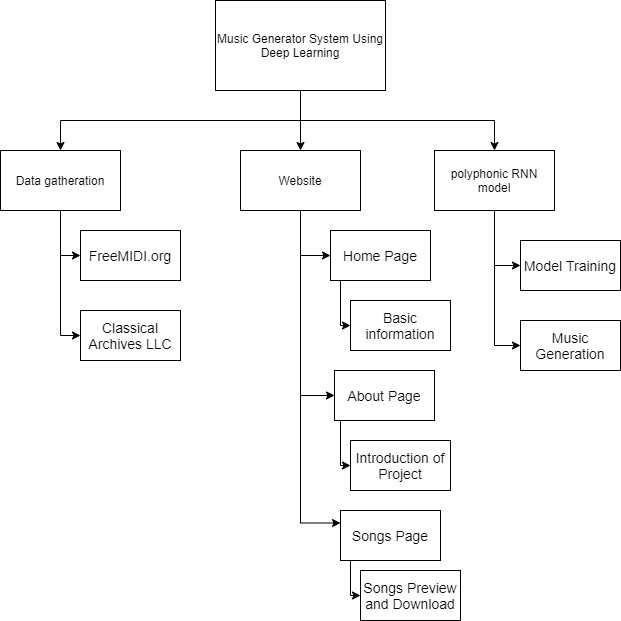 Music Generator System Using
Deep Learning
Data gatheration
Website
polyphonic RNN
model
FreeMIDI.org
Classical
Archives LLC
Home Page
Basic
information
About Page
Introduction of
Project
Songs Page
Songs Preview
and Download
Model Training
Music
Generation